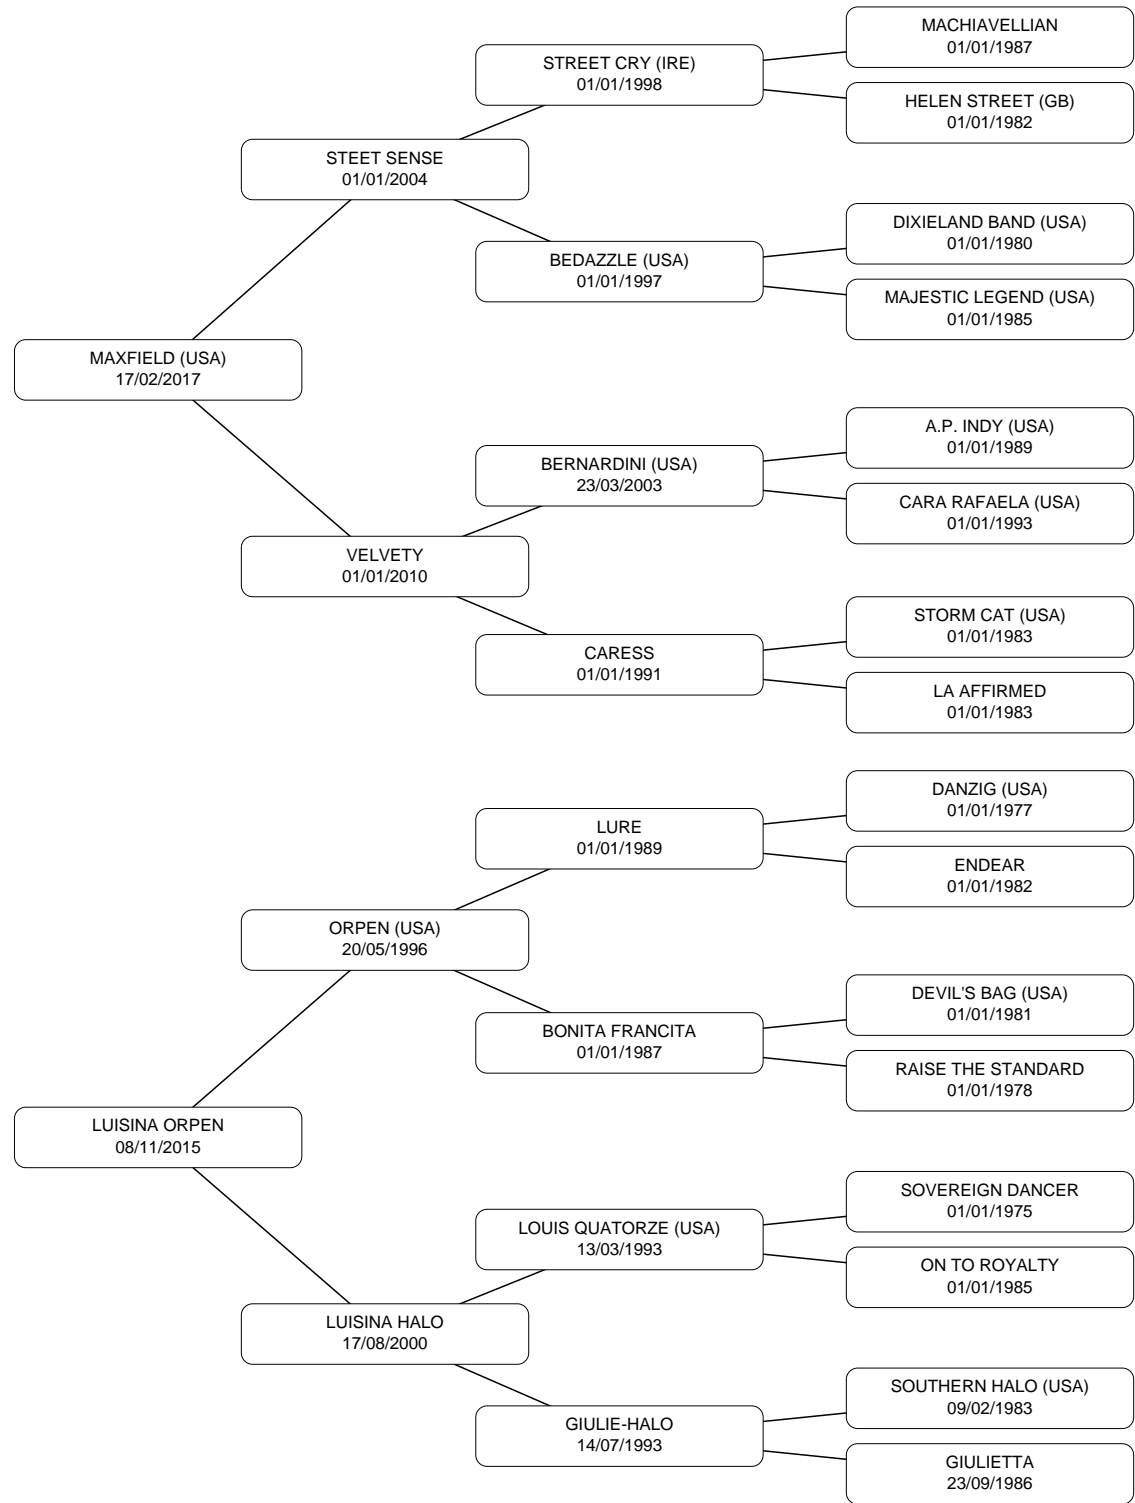 MACHIAVELLIAN
01/01/1987
STREET CRY (IRE)
01/01/1998
HELEN STREET (GB)
01/01/1982
STEET SENSE
01/01/2004
DIXIELAND BAND (USA)
01/01/1980
BEDAZZLE (USA)
01/01/1997
MAJESTIC LEGEND (USA)
01/01/1985
MAXFIELD (USA)
17/02/2017
A.P. INDY (USA)
01/01/1989
BERNARDINI (USA)
23/03/2003
CARA RAFAELA (USA)
01/01/1993
VELVETY
01/01/2010
STORM CAT (USA)
01/01/1983
CARESS
01/01/1991
LA AFFIRMED
01/01/1983
DANZIG (USA)
01/01/1977
LURE
01/01/1989
ENDEAR
01/01/1982
ORPEN (USA)
20/05/1996
DEVIL'S BAG (USA)
01/01/1981
BONITA FRANCITA
01/01/1987
RAISE THE STANDARD
01/01/1978
LUISINA ORPEN
08/11/2015
SOVEREIGN DANCER
01/01/1975
LOUIS QUATORZE (USA)
13/03/1993
ON TO ROYALTY
01/01/1985
LUISINA HALO
17/08/2000
SOUTHERN HALO (USA)
09/02/1983
GIULIE-HALO
14/07/1993
GIULIETTA
23/09/1986